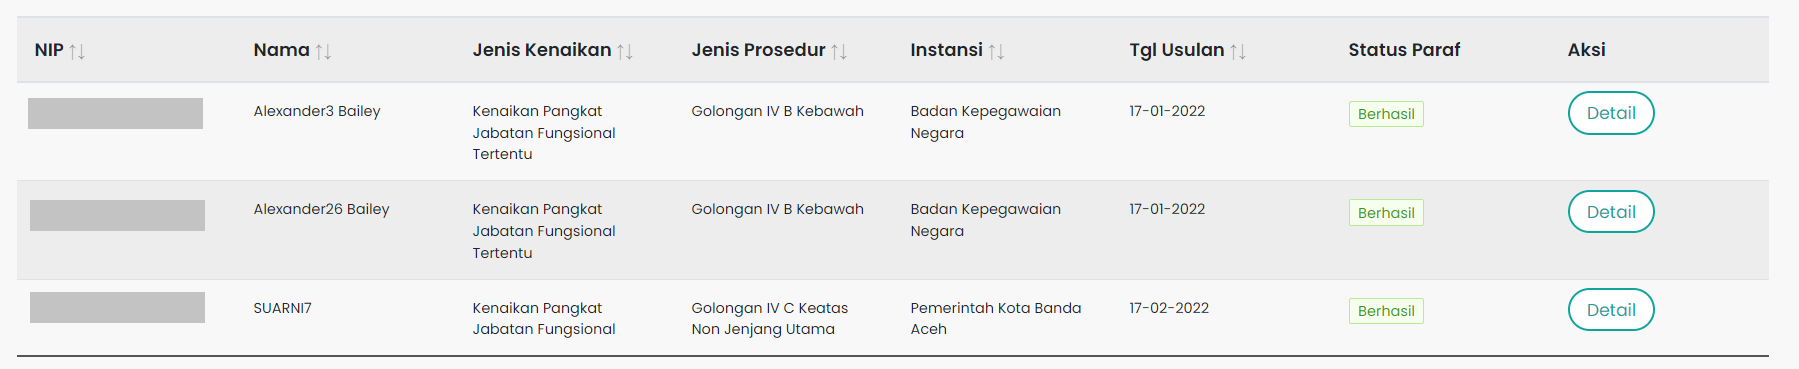 NIP Nama Jenis Kenaikan Jenis Prosedur Instansi Tgl Usulan Status Paraf Aksi
Alexander3 Bailey Kenaikan Pangkat Golongan IV B Kebawah Badan Kepegawaian 17-01-2022 Berhasil Detail
Jabatan Fungsional Negara
Tertentu
Alexander26 Bailey Kenaikan Pangkat Golongan IV B Kebawah Badan Kepegawaian 17-01-2022 Berhasil Detail
Jabatan Fungsional Negara
Tertentu
SUARNI7 Kenaikan Pangkat Golongan IV C Keatas Pemerintah Kota Banda 17-02-2022 Berhasil Detail
Jabatan Fungsional Non Jenjang Utama Aceh